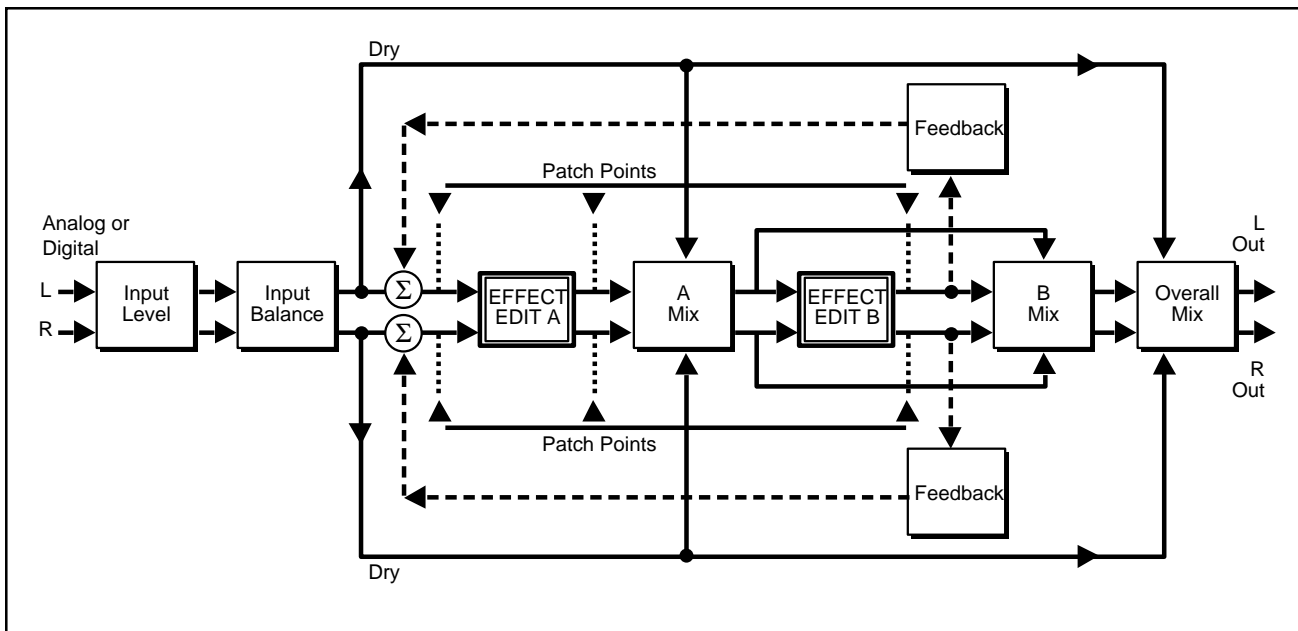 Dry
Feedback
Patch Points
Analog or
Digital
L
Out
L
R
Input
Level
Input
Balance
Σ
Σ
EFFECT
EDIT A
A
Mix
EFFECT
EDIT B
B
Mix
Overall
Mix
R
Out
Patch Points
Feedback
Dry